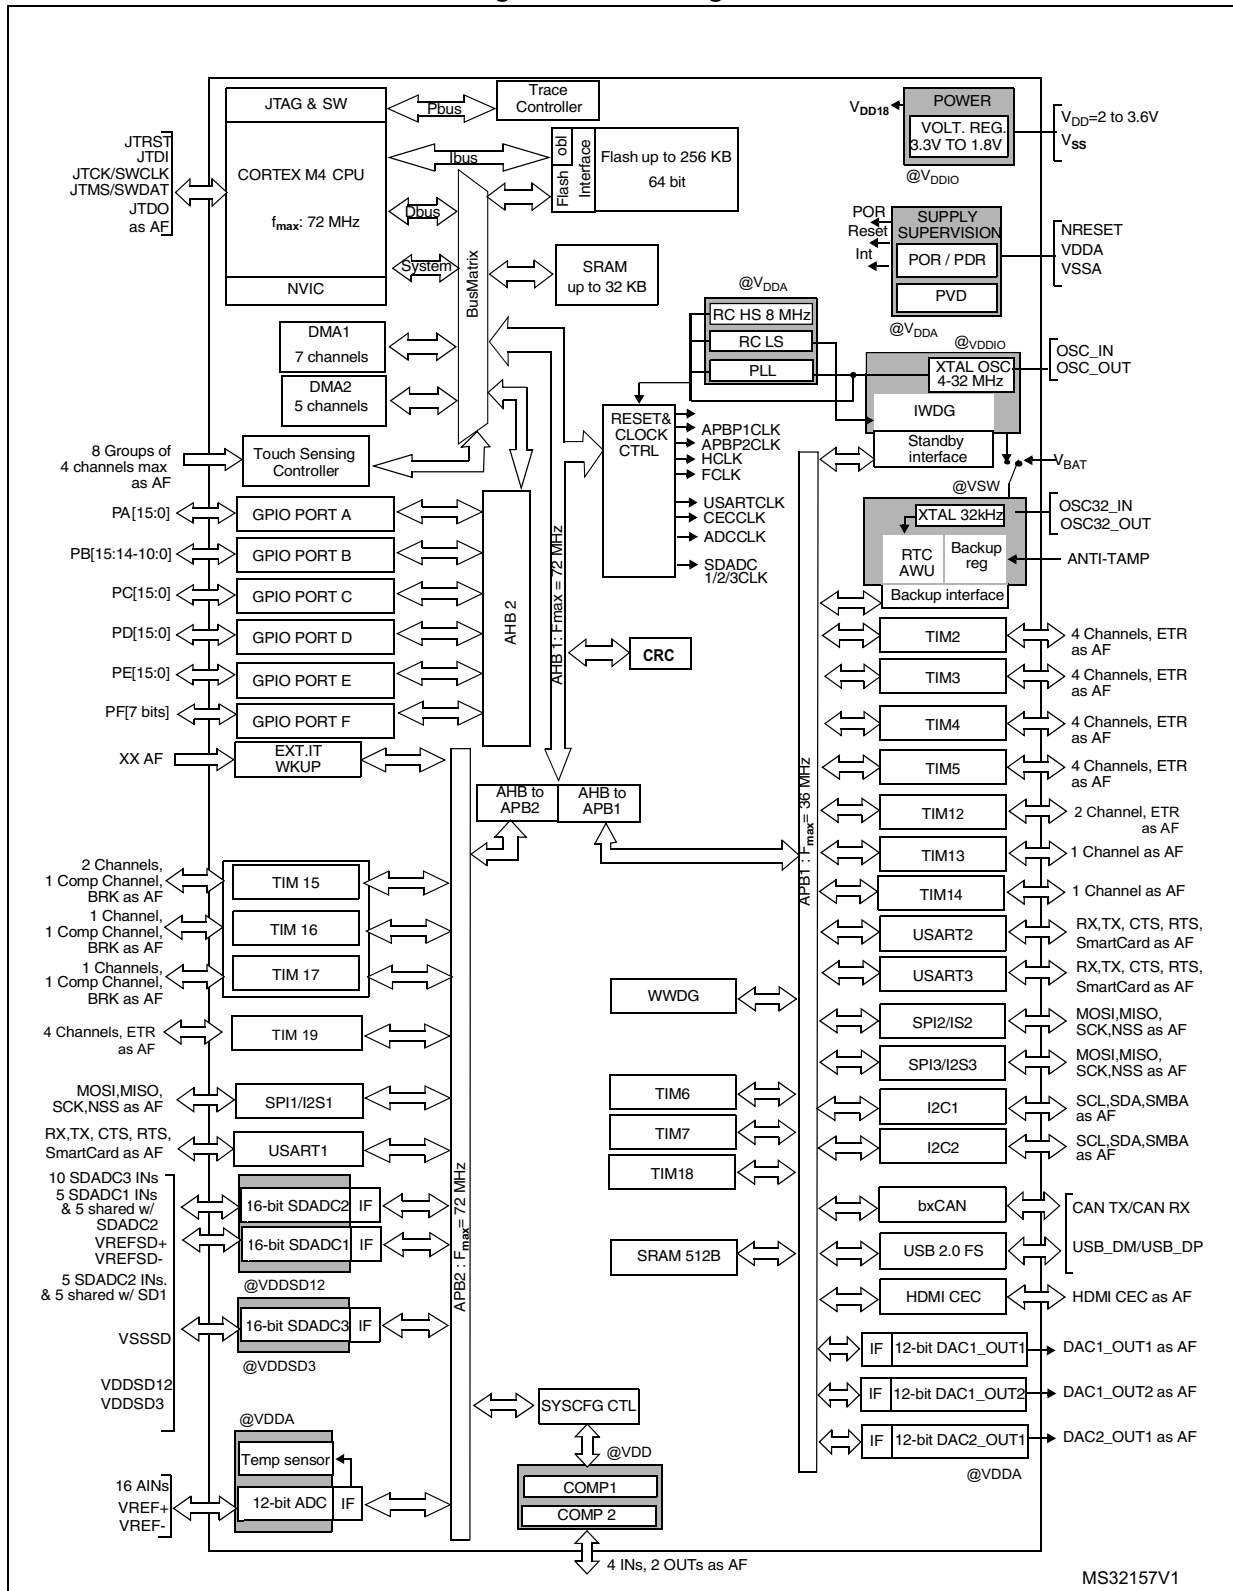 JTAG & SW
Pbus
Trace
Controller
VDD18
POWER
VOLT. REG.
3.3V TO 1.8V
@VDDIO
VDD=2 to 3.6V
VSS
JTRST
JTDI
JTCK/SWCLK
JTMS/SWDAT
JTDO
as AF
CORTEX M4 CPU
fmax: 72 MHz
NVIC
Ibus
Dbus
System
Flash
obl
Interface
Flash up to 256 KB
64 bit
BusMatrix
SRAM
up to 32 KB
POR
Reset
Int
SUPPLY
SUPERVISION
POR / PDR
PVD
@VDDA
NRESET
VDDA
VSSA
@VDDA
RC HS 8 MHz
RC LS
PLL
@VDDIO
XTAL OSC
4-32 MHz
IWDG
Standby
interface
OSC_IN
OSC_OUT
VBAT
@VSW
DMA1
7 channels
DMA2
5 channels
8 Groups of
4 channels max
as AF
Touch Sensing
Controller
RESET&
CLOCK
CTRL
APBP1CLK
APBP2CLK
HCLK
FCLK
USARTCLK
CECCLK
ADCCLK
SDADC
1/2/3CLK
XTAL 32kHz
RTC
AWU
Backup
reg
Backup interface
OSC32_IN
OSC32_OUT
ANTI-TAMP
PA[15:0]
GPIO PORT A
PB[15:14-10:0]
GPIO PORT B
PC[15:0]
GPIO PORT C
PD[15:0]
GPIO PORT D
PE[15:0]
GPIO PORT E
PF[7 bits]
GPIO PORT F
AHB 2
AHB 1: Fmax = 72 MHz
CRC
XX AF
EXT.IT
WKUP
AHB to
APB2
AHB to
APB1
APB1 : Fmax= 36 MHz
TIM2
4 Channels, ETR
as AF
TIM3
4 Channels, ETR
as AF
TIM4
4 Channels, ETR
as AF
TIM5
4 Channels, ETR
as AF
TIM12
2 Channel, ETR
as AF
TIM13
1 Channel as AF
TIM14
1 Channel as AF
USART2
RX,TX, CTS, RTS,
SmartCard as AF
USART3
RX,TX, CTS, RTS,
SmartCard as AF
SPI2/IS2
MOSI,MISO,
SCK,NSS as AF
SPI3/I2S3
MOSI,MISO,
SCK,NSS as AF
I2C1
SCL,SDA,SMBA
as AF
I2C2
SCL,SDA,SMBA
as AF
bxCAN
CAN TX/CAN RX
USB 2.0 FS
USB_DM/USB_DP
HDMI CEC
HDMI CEC as AF
IF
12-bit DAC1_OUT1
DAC1_OUT1 as AF
IF
12-bit DAC1_OUT2
DAC1_OUT2 as AF
IF
12-bit DAC2_OUT1
DAC2_OUT1 as AF
@VDDA
WWDG
TIM6
TIM7
TIM18
SRAM 512B
2 Channels,
1 Comp Channel,
BRK as AF
TIM 15
1 Channel,
1 Comp Channel,
BRK as AF
TIM 16
1 Channels,
1 Comp Channel,
BRK as AF
TIM 17
4 Channels, ETR
as AF
TIM 19
MOSI,MISO,
SCK,NSS as AF
SPI1/I2S1
RX,TX, CTS, RTS,
SmartCard as AF
USART1
APB2 : Fmax= 72 MHz
10 SDADC3 INs
5 SDADC1 INs
& 5 shared w/
SDADC2
VREFSD+
VREFSD-
5 SDADC2 INs.
& 5 shared w/ SD1
VSSSD
VDDSD12
VDDSD3
16-bit SDADC2
IF
16-bit SDADC1
IF
@VDDSD12
16-bit SDADC3
IF
@VDDSD3
@VDDA
Temp sensor
16 AINs
VREF+
VREF-
12-bit ADC
IF
SYSCFG CTL
@VDD
COMP1
COMP 2
4 INs, 2 OUTs as AF
MS32157V1